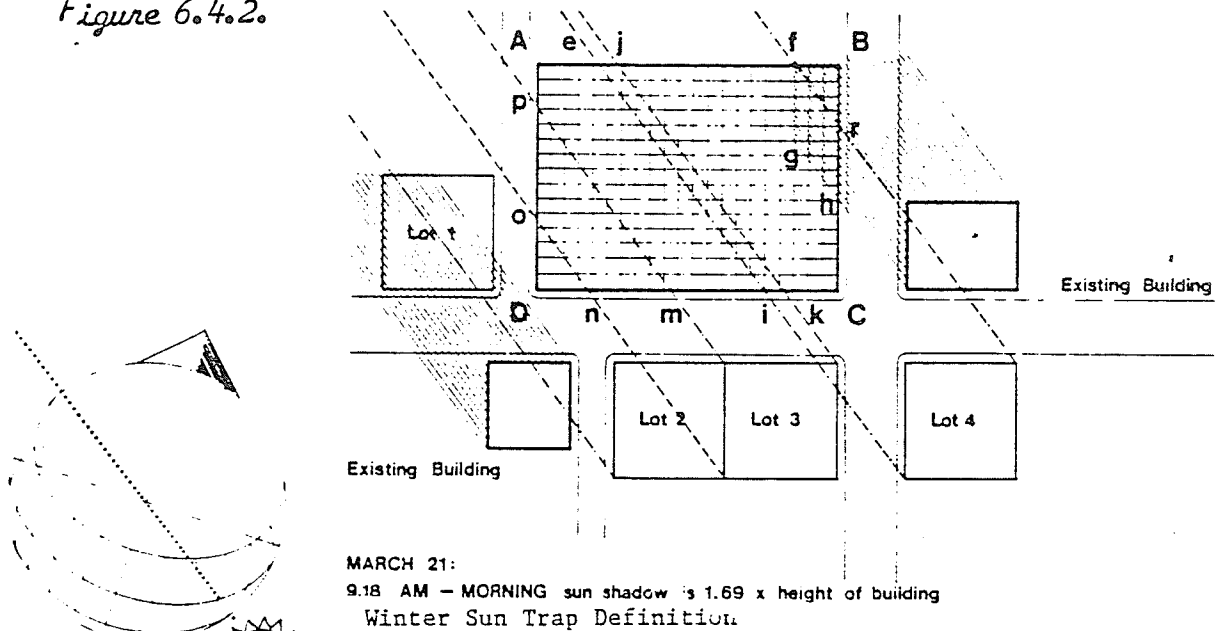 Figure 6.4.2.
A e j f B
p
r
g
h
o
Lot 1
Existing Building
D n m i k C
Lot 2 Lot 3 Lot 4
Existing Building
MARCH 21:
9.18 AM – MORNING sun shadow is 1.69 x height of building
Winter Sun Trap Definition